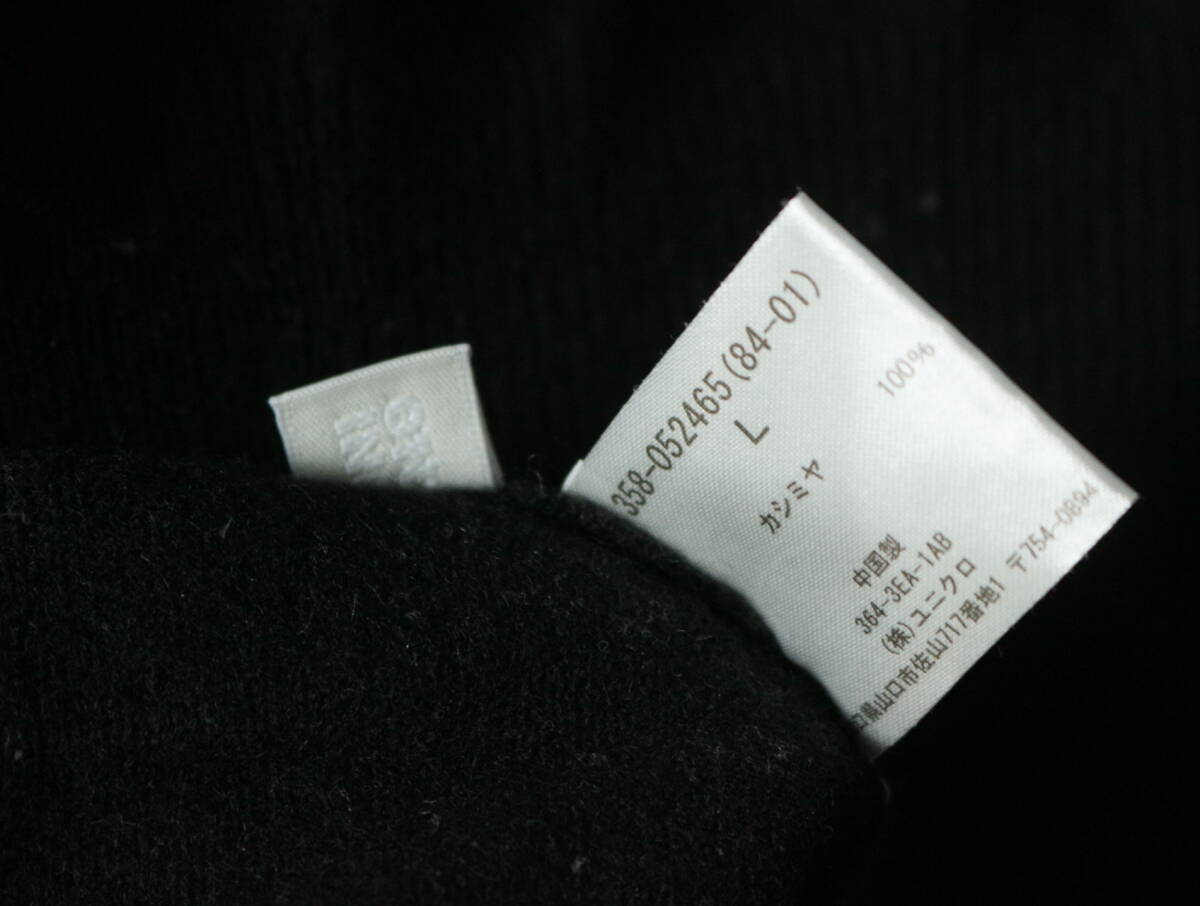 358-052465(84-01)
L
カシミヤ 100%
中国製
364-3EA-1AB
(株)ユニクロ
口県山口市佐山717番地1 〒754-0894